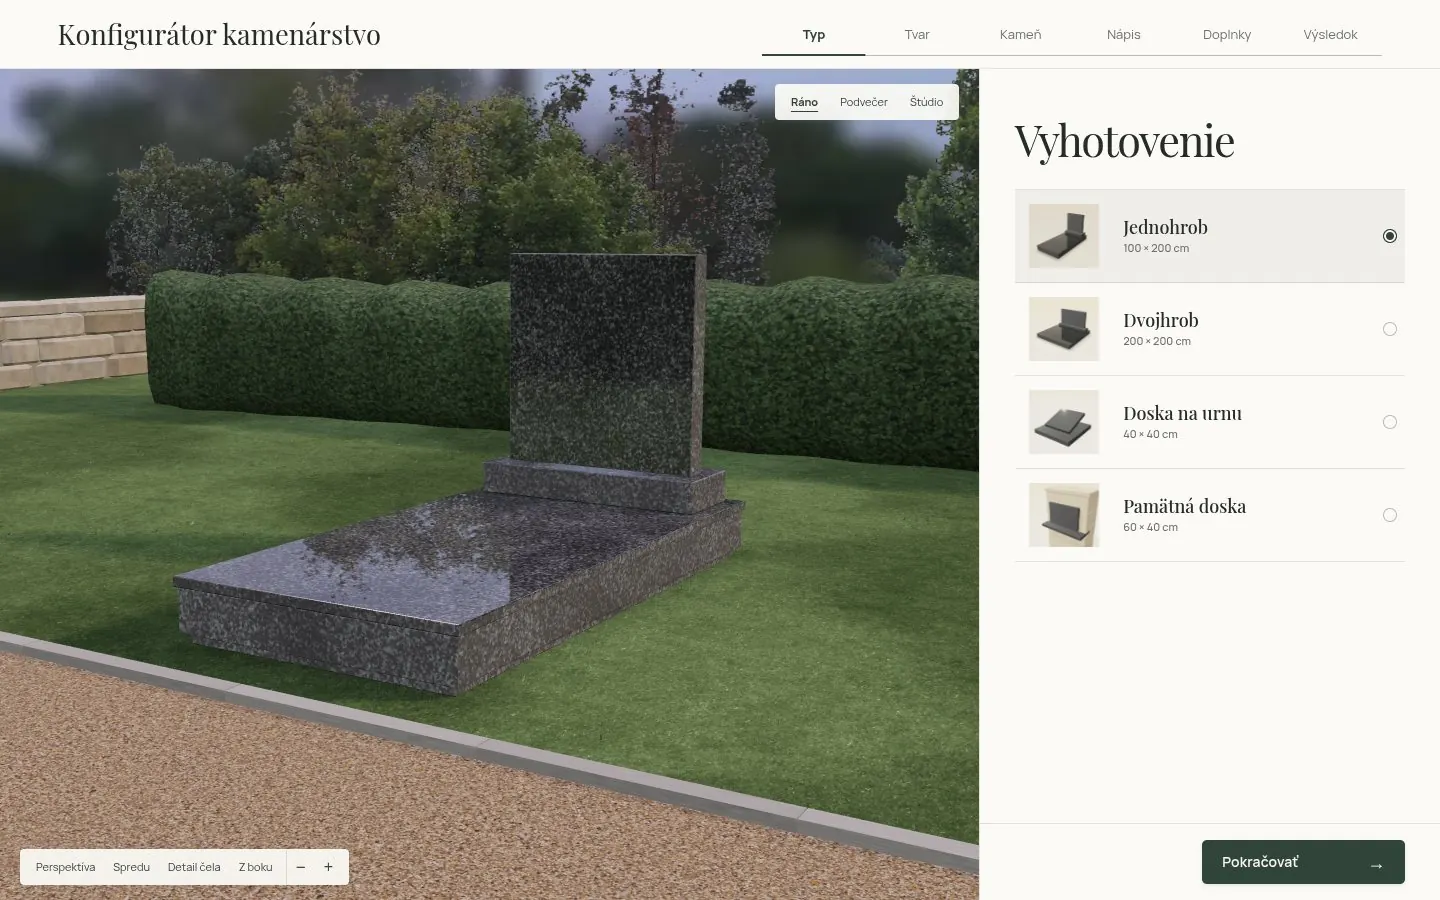 Konfigurátor kamenárstvo
Typ
Tvar
Kameň
Nápis
Doplnky
Výsledok
Ráno
Podvečer
Štúdio
Vyhotovenie
Jednohrob
100 × 200 cm
Dvojhrob
200 × 200 cm
Doska na urnu
40 × 40 cm
Pamätná doska
60 × 40 cm
Perspektíva
Spredu
Detail čela
Z boku
− +
Pokračovať →